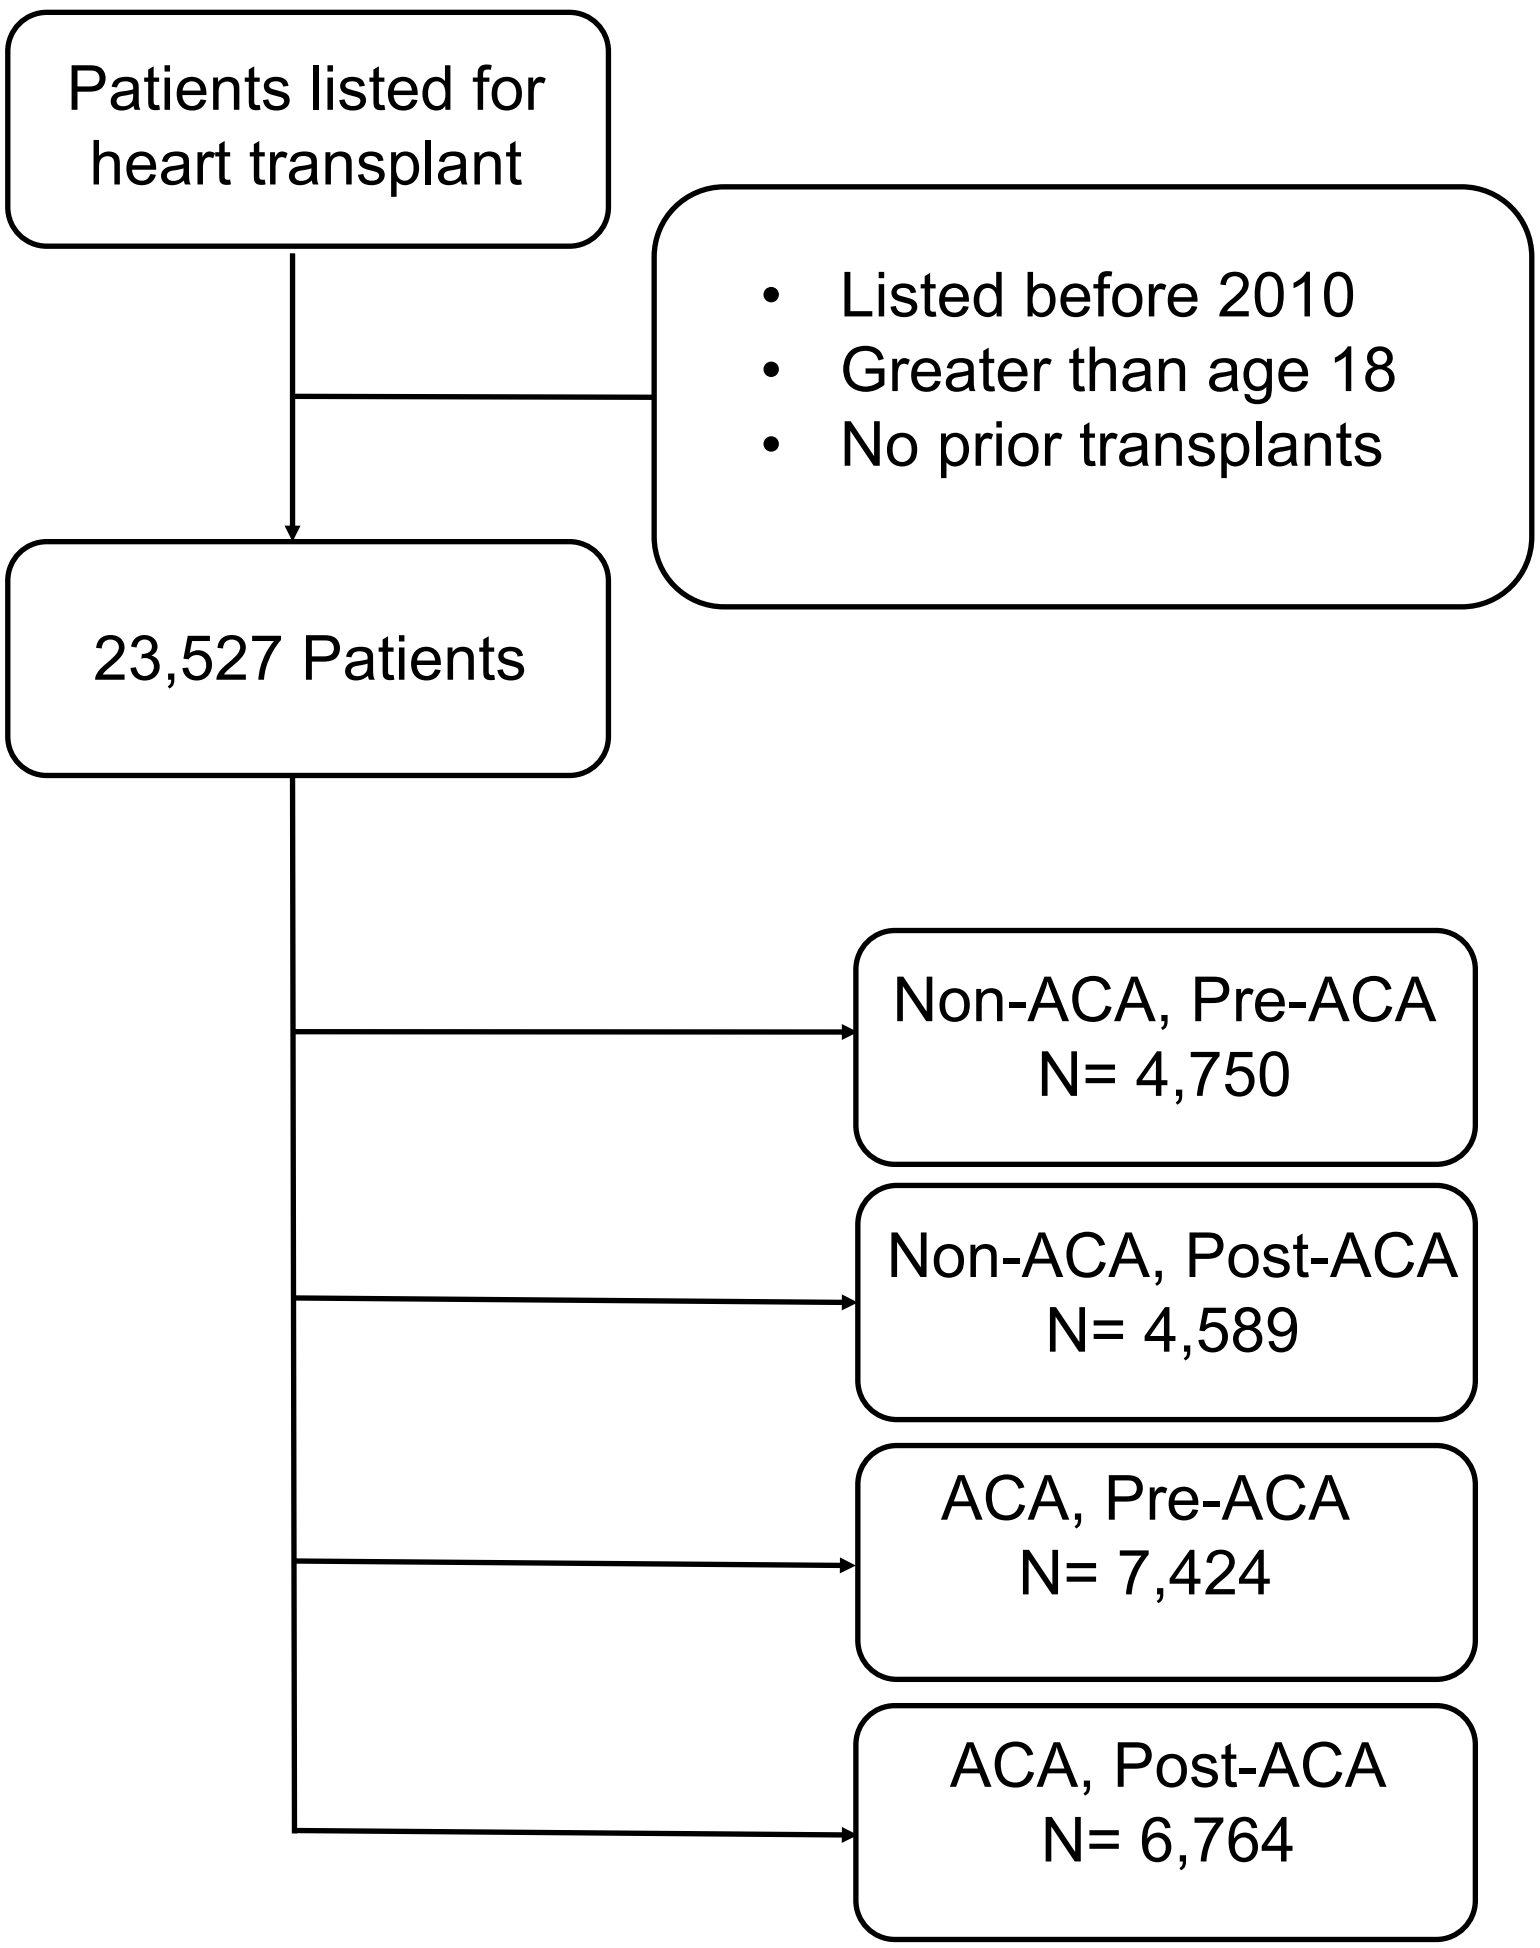 Patients listed for
heart transplant
• Listed before 2010
• Greater than age 18
• No prior transplants
23,527 Patients
Non-ACA, Pre-ACA
N= 4,750
Non-ACA, Post-ACA
N= 4,589
ACA, Pre-ACA
N= 7,424
ACA, Post-ACA
N= 6,764